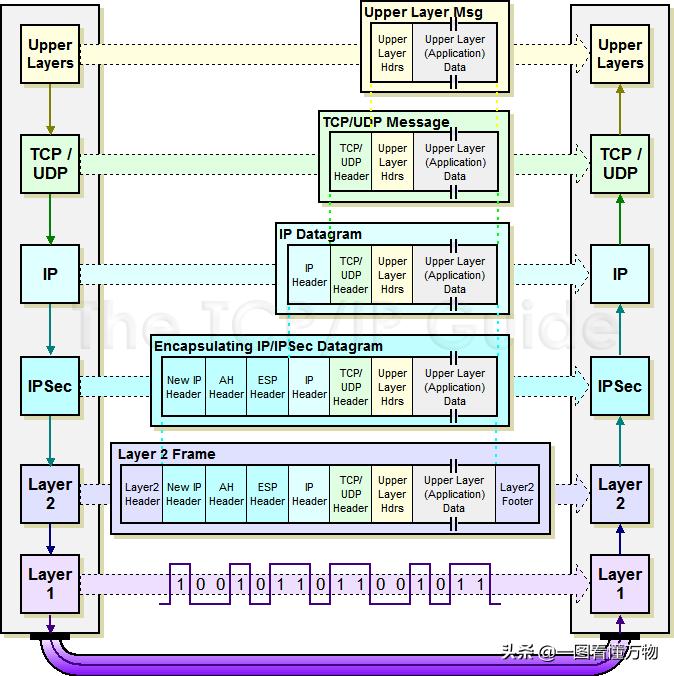 Upper Layer Msg
Upper
Layers
Upper
Layer
Hdrs
Upper Layer
(Application)
Data
Upper
Layers
TCP/UDP Message
TCP /
UDP
TCP/
UDP
Header
Upper
Layer
Hdrs
Upper Layer
(Application)
Data
TCP /
UDP
IP Datagram
IP
IP
Header
TCP/
UDP
Header
Upper
Layer
Hdrs
Upper Layer
(Application)
Data
IP
The TCP/IP Guide
Encapsulating IP/IPSec Datagram
IPSec
New IP
Header
AH
Header
ESP
Header
IP
Header
TCP/
UDP
Header
Upper
Layer
Hdrs
Upper Layer
(Application)
Data
IPSec
Layer 2 Frame
Layer
2
Layer2
Header
New IP
Header
AH
Header
ESP
Header
IP
Header
TCP/
UDP
Header
Upper
Layer
Hdrs
Upper Layer
(Application)
Data
Layer2
Footer
Layer
2
Layer
1
1 0 0 1 0 1 1 0 1 1 0 0 1 0 1 1
Layer
1
头条 @一图看懂万物